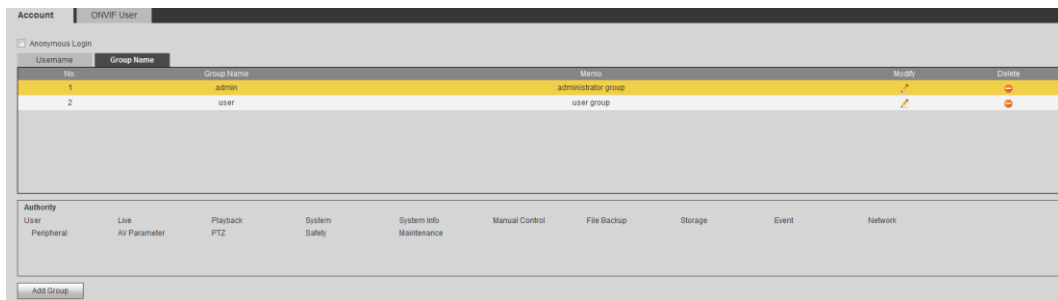 Account ONVIF User
Anonymous Login
Username Group Name
No. Group Name Memo Modify Delete
1 admin administrator group
2 user user group
Authority
User Live Playback System System Info Manual Control File Backup Storage Event Network
Peripheral AV Parameter PTZ Safety Maintenance
Add Group